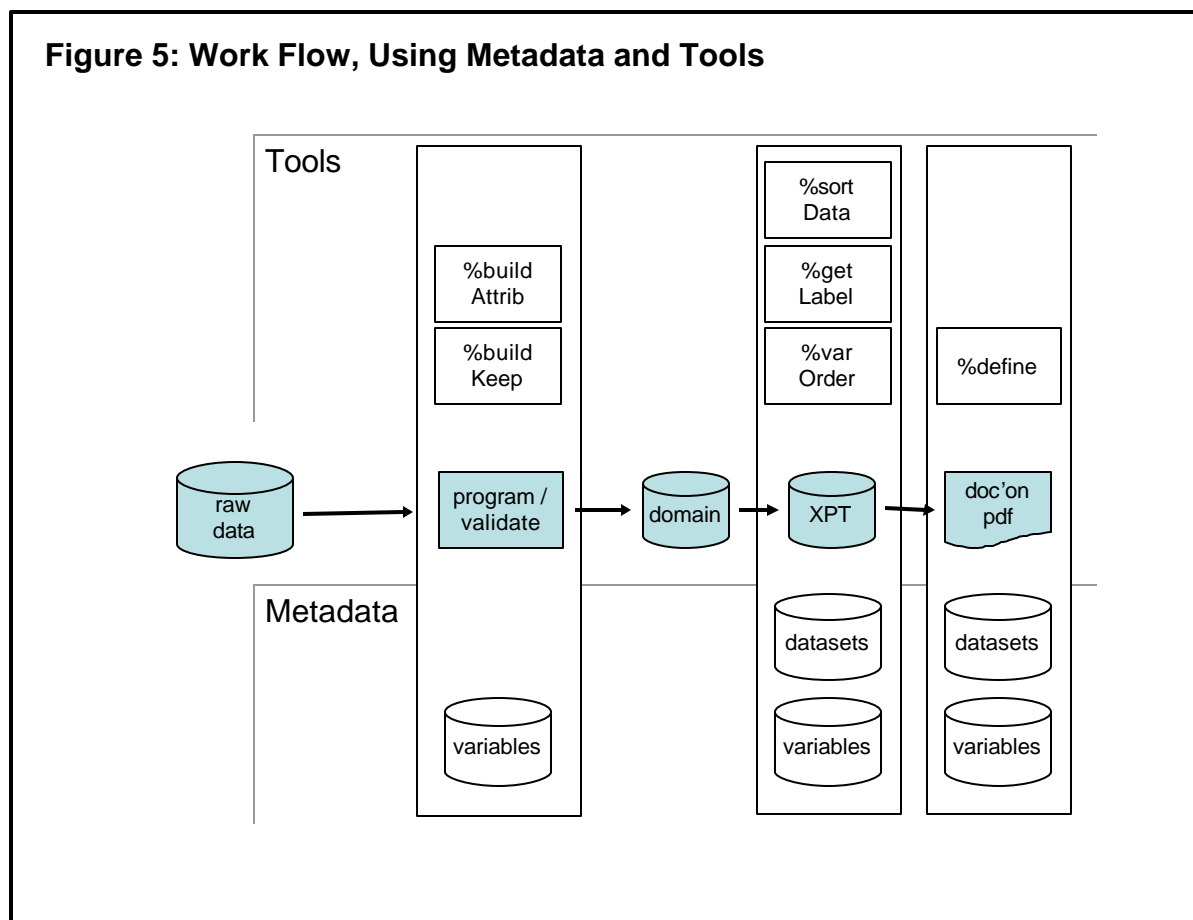 Figure 5: Work Flow, Using Metadata and Tools
Tools
%build
Attrib
%build
Keep
%sort
Data
%get
Label
%var
Order
%define
raw
data
program /
validate
domain
XPT
doc'on
pdf
Metadata
variables
datasets
variables
datasets
variables